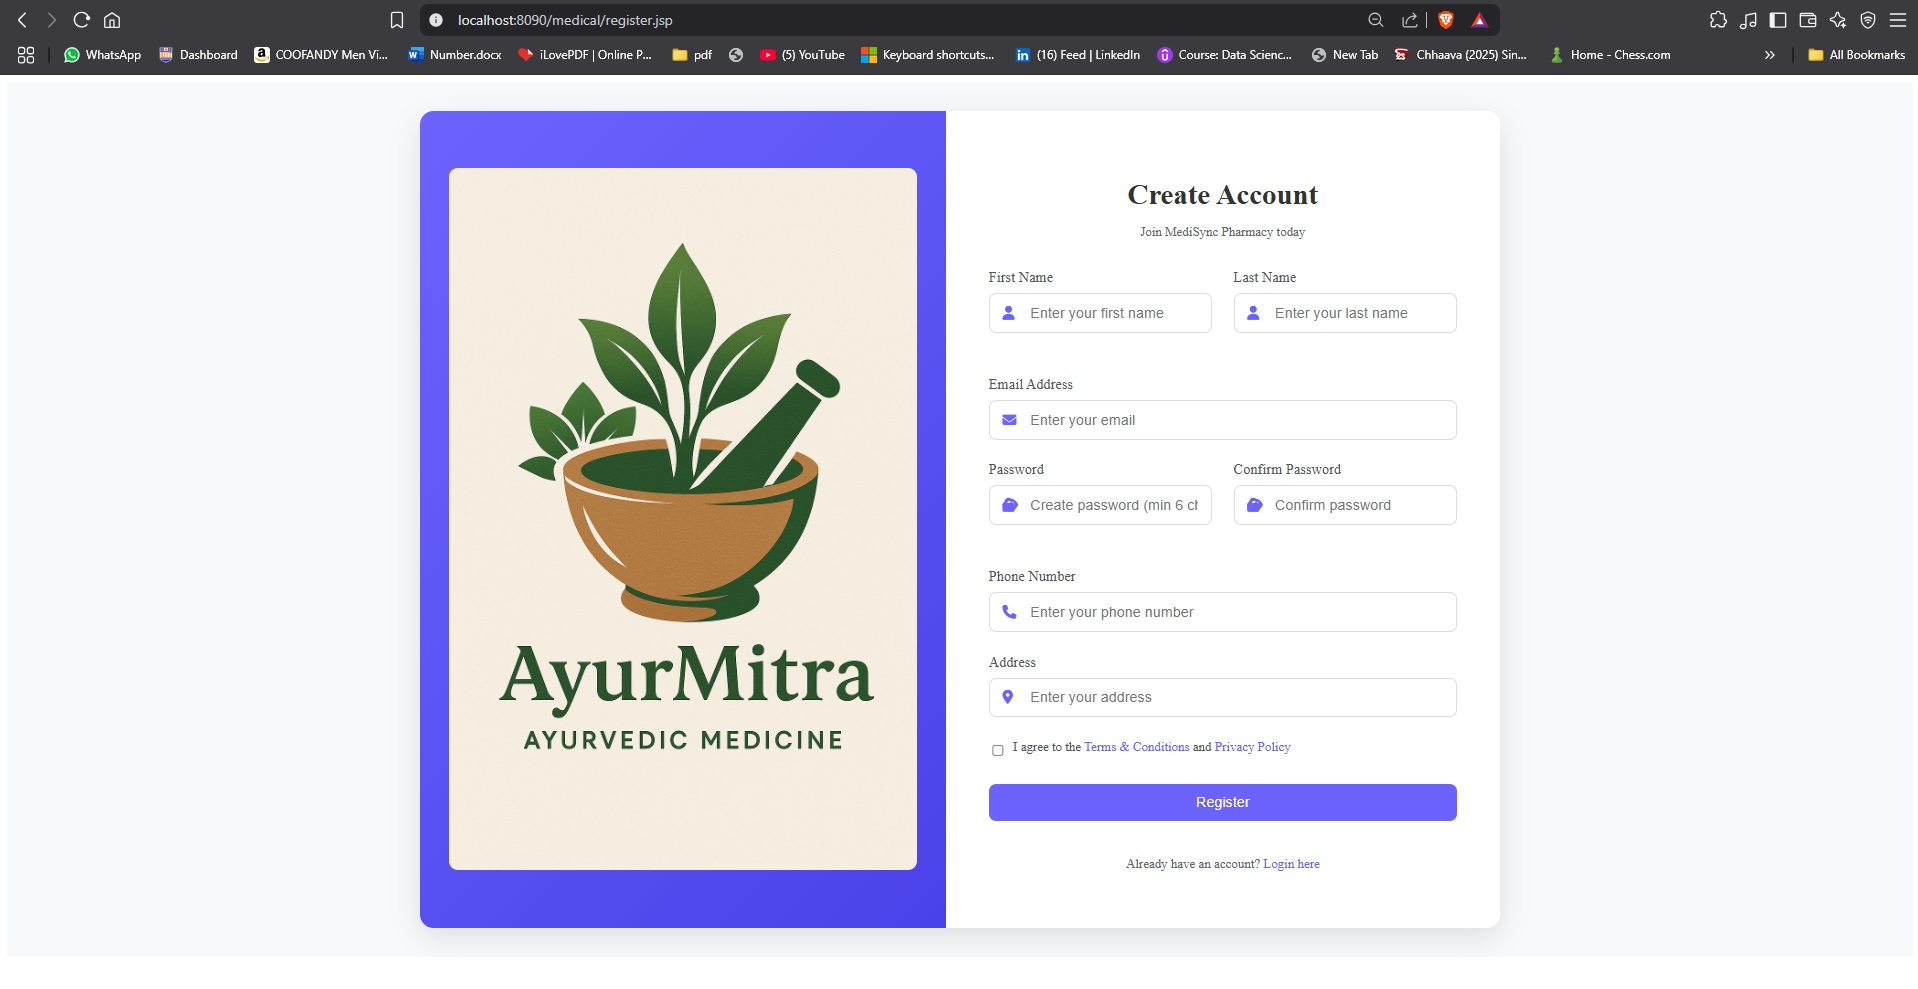 localhost:8090/medical/register.jsp
WhatsApp
Dashboard
COOFANDY Men Vi...
Number.docx
iLovePDF | Online P...
pdf
(5) YouTube
Keyboard shortcuts...
(16) Feed | LinkedIn
Course: Data Scienc...
New Tab
Chhaava (2025) Sin...
Home - Chess.com
All Bookmarks
AyurMitra
AYURVEDIC MEDICINE
Create Account
Join MediSync Pharmacy today
First Name
Last Name
Enter your first name
Enter your last name
Email Address
Enter your email
Password
Confirm Password
Create password (min 6 ch
Confirm password
Phone Number
Enter your phone number
Address
Enter your address
I agree to the Terms & Conditions and Privacy Policy
Register
Already have an account? Login here